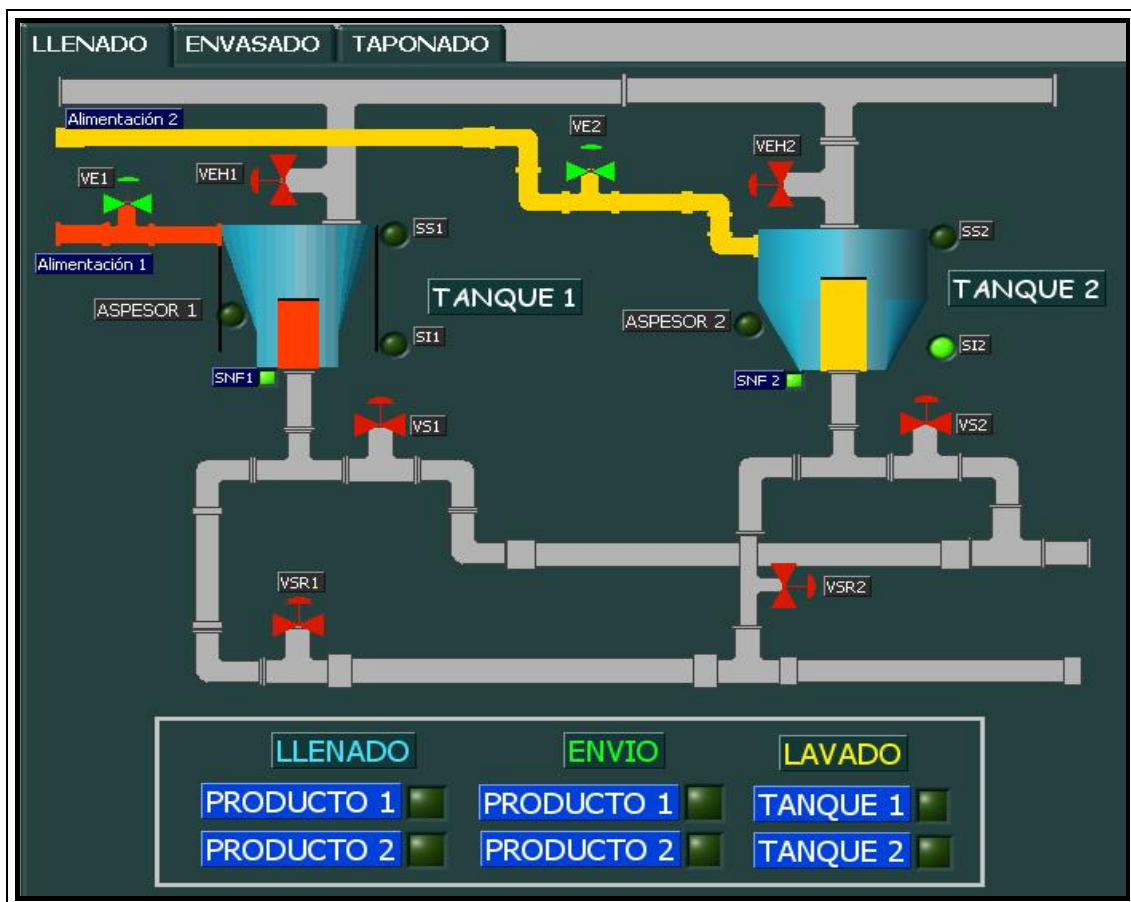 LLENADO ENVASADO TAPONADO
Alimentación 2
VE2
VEH2
VE1
VEH1
SS1
SS2
Alimentación 1
TANQUE 1
TANQUE 2
ASPESOR 1
ASPESOR 2
SI1
SI2
SNF1
SNF 2
VS1
VS2
VSR1
VSR2
LLENADO ENVIO LAVADO
PRODUCTO 1 PRODUCTO 1 TANQUE 1
PRODUCTO 2 PRODUCTO 2 TANQUE 2